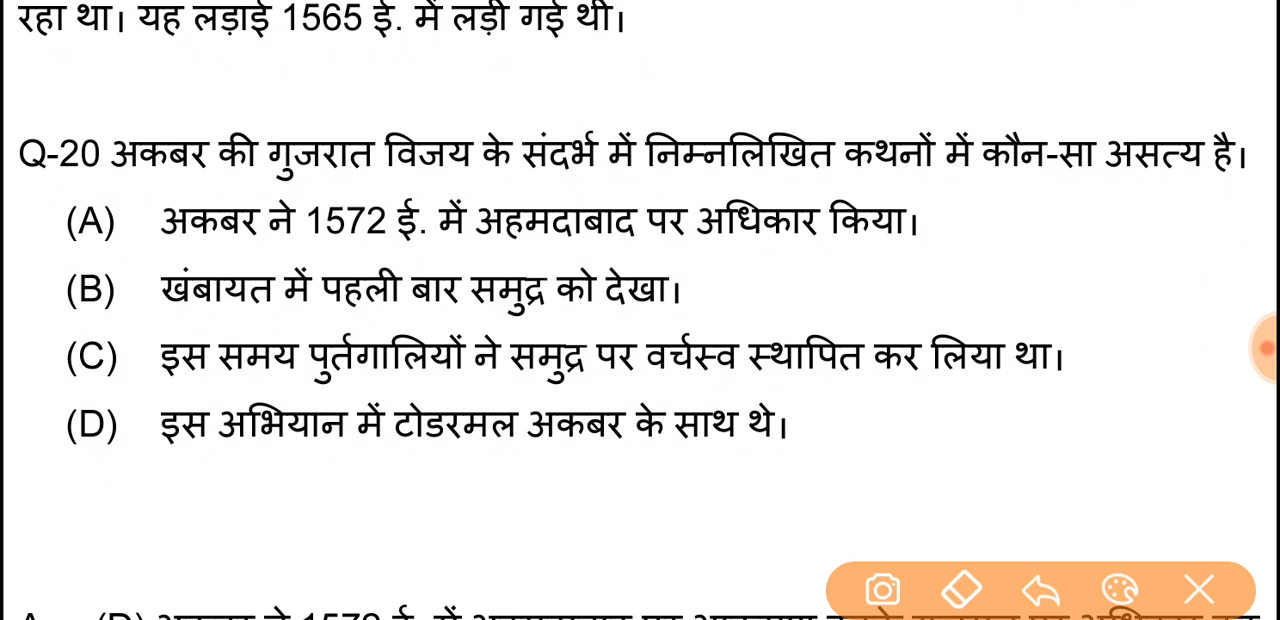 रहा था। यह लड़ाई 1565 ई. में लड़ी गई थी।
Q-20 अकबर की गुजरात विजय के संदर्भ में निम्नलिखित कथनों में कौन-सा असत्य है।
(A) अकबर ने 1572 ई. में अहमदाबाद पर अधिकार किया।
(B) खंबायत में पहली बार समुद्र को देखा।
(C) इस समय पुर्तगालियों ने समुद्र पर वर्चस्व स्थापित कर लिया था।
(D) इस अभियान में टोडरमल अकबर के साथ थे।